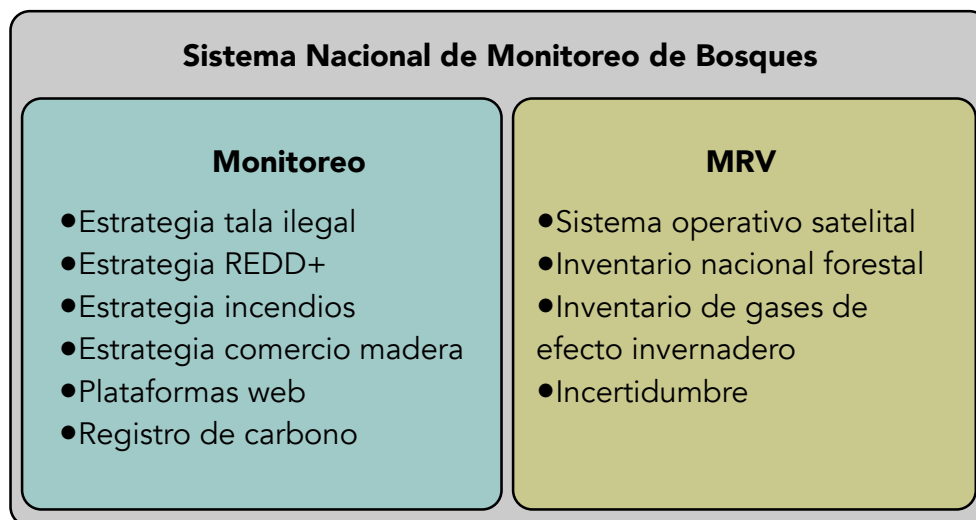 Sistema Nacional de Monitoreo de Bosques
Monitoreo
●Estrategia tala ilegal
●Estrategia REDD+
●Estrategia incendios
●Estrategia comercio madera
●Plataformas web
●Registro de carbono
MRV
●Sistema operativo satelital
●Inventario nacional forestal
●Inventario de gases de
efecto invernadero
●Incertidumbre